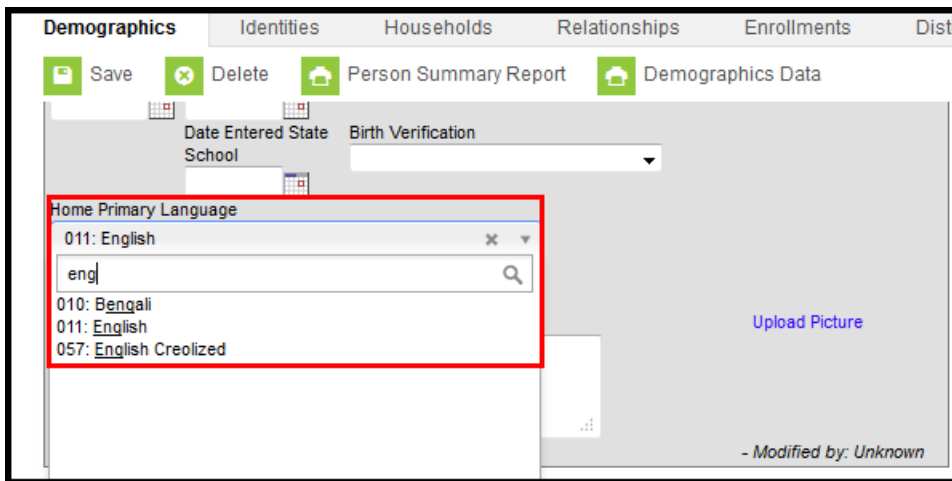 Demographics Identities Households Relationships Enrollments Dist
Save Delete Person Summary Report Demographics Data
Date Entered State School
Birth Verification
Home Primary Language
011: English
eng
010: Bengali
011: English
057: English Creolized
Upload Picture
- Modified by: Unknown